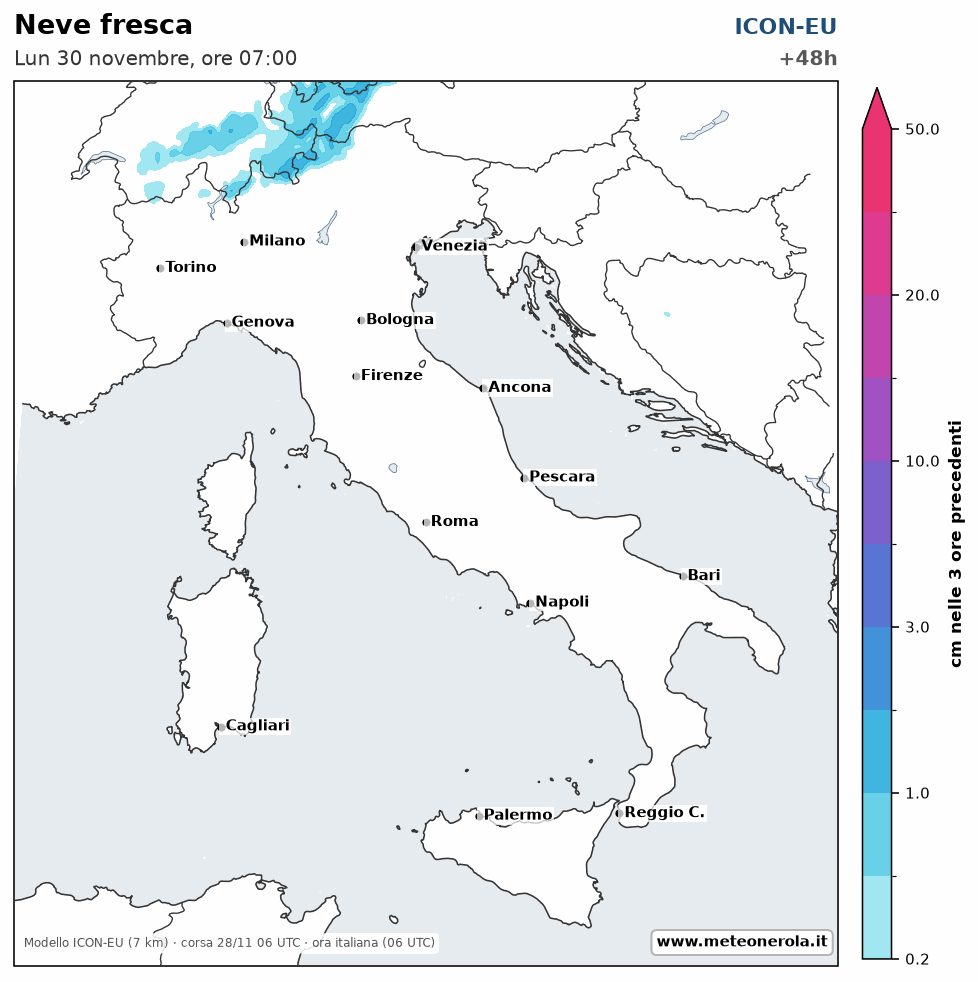 Neve fresca
ICON-EU
Lun 30 novembre, ore 07:00
+48h
50.0
Milano
Venezia
Torino
20.0
Genova
Bologna
Firenze
Ancona
10.0
Pescara
Roma
Bari
Napoli
3.0
cm nelle 3 ore precedenti
Cagliari
1.0
Palermo
Reggio C.
Modello ICON-EU (7 km) · corsa 28/11 06 UTC · ora italiana (06 UTC)
www.meteonerola.it
0.2